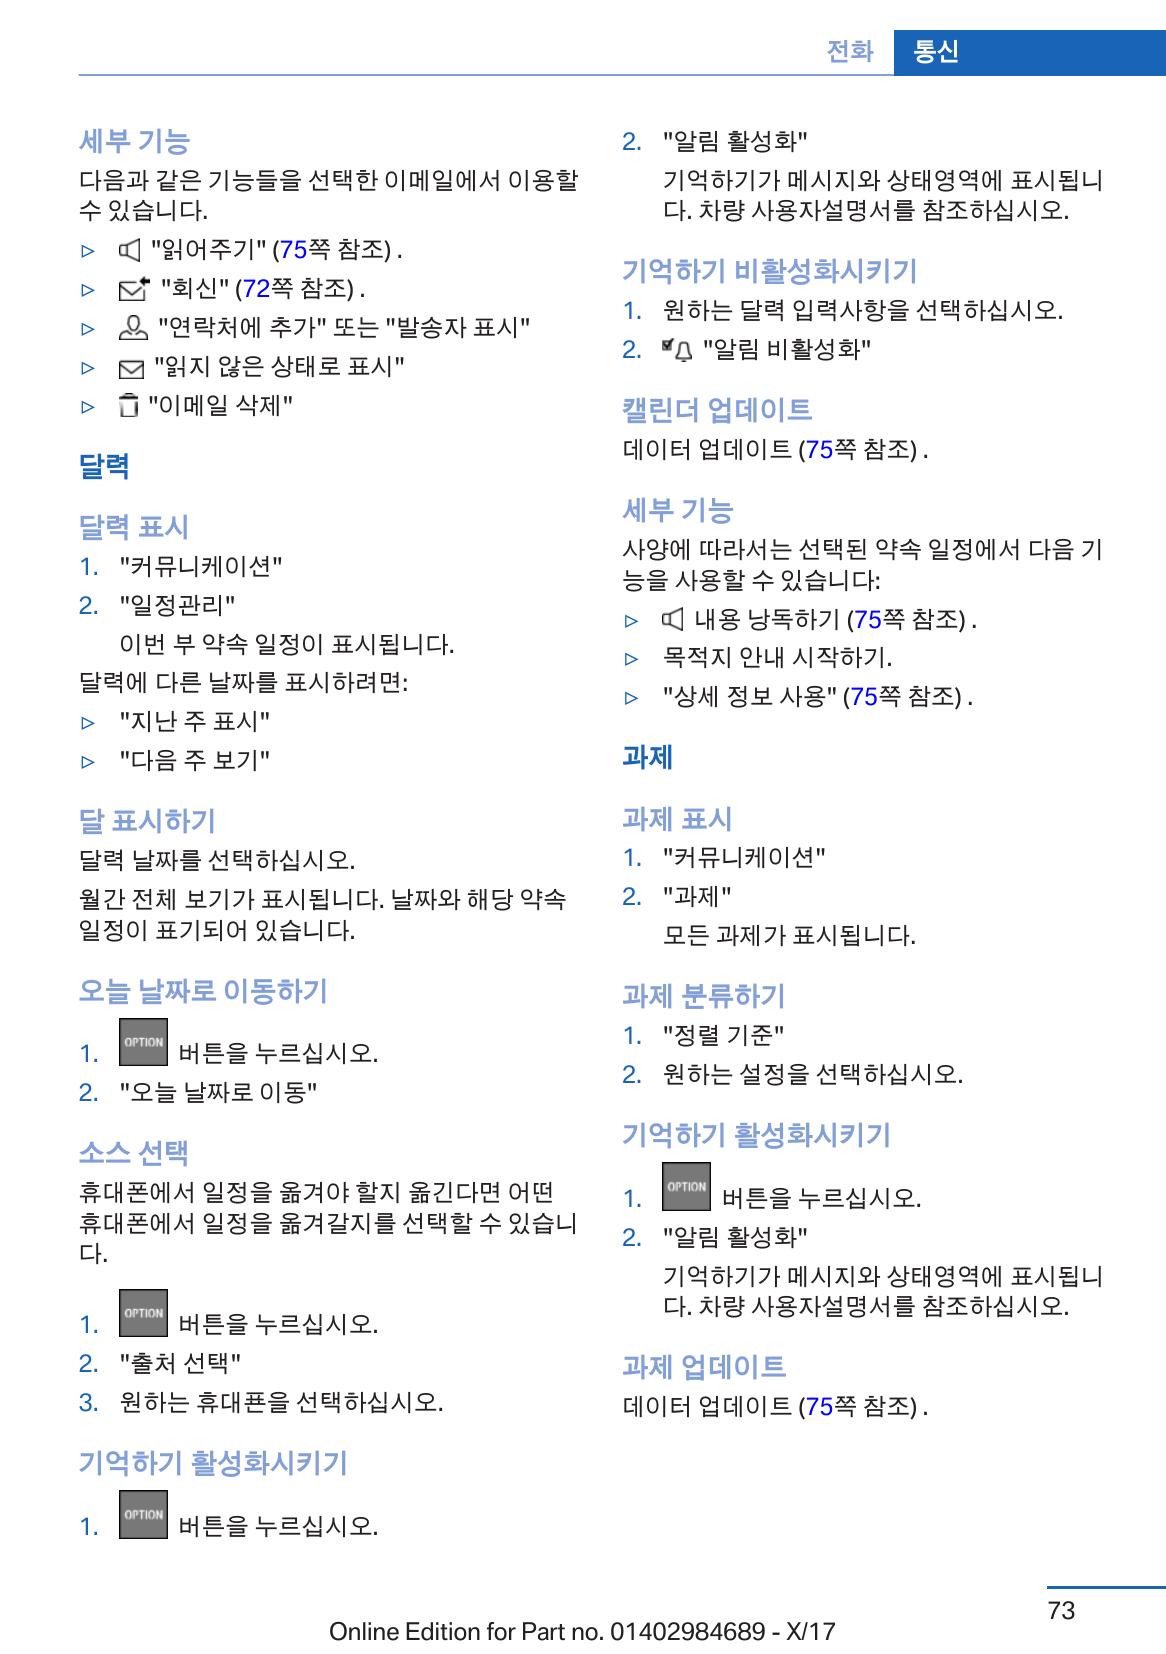 전화 통신
세부 기능
다음과 같은 기능들을 선택한 이메일에서 이용할
수 있습니다.
▷ "읽어주기" (75쪽 참조) .
▷ "회신" (72쪽 참조) .
▷ "연락처에 추가" 또는 "발송자 표시"
▷ "읽지 않은 상태로 표시"
▷ "이메일 삭제"
달력
달력 표시
1. "커뮤니케이션"
2. "일정관리"
이번 부 약속 일정이 표시됩니다.
달력에 다른 날짜를 표시하려면:
▷ "지난 주 표시"
▷ "다음 주 보기"
달 표시하기
달력 날짜를 선택하십시오.
월간 전체 보기가 표시됩니다. 날짜와 해당 약속
일정이 표기되어 있습니다.
오늘 날짜로 이동하기
1. OPTION 버튼을 누르십시오.
2. "오늘 날짜로 이동"
소스 선택
휴대폰에서 일정을 옮겨야 할지 옮긴다면 어떤
휴대폰에서 일정을 옮겨갈지를 선택할 수 있습니
다.
1. OPTION 버튼을 누르십시오.
2. "출처 선택"
3. 원하는 휴대푠을 선택하십시오.
기억하기 활성화시키기
1. OPTION 버튼을 누르십시오.
2. "알림 활성화"
기억하기가 메시지와 상태영역에 표시됩니
다. 차량 사용자설명서를 참조하십시오.
기억하기 비활성화시키기
1. 원하는 달력 입력사항을 선택하십시오.
2. "알림 비활성화"
캘린더 업데이트
데이터 업데이트 (75쪽 참조) .
세부 기능
사양에 따라서는 선택된 약속 일정에서 다음 기
능을 사용할 수 있습니다:
▷ 내용 낭독하기 (75쪽 참조) .
▷ 목적지 안내 시작하기.
▷ "상세 정보 사용" (75쪽 참조) .
과제
과제 표시
1. "커뮤니케이션"
2. "과제"
모든 과제가 표시됩니다.
과제 분류하기
1. "정렬 기준"
2. 원하는 설정을 선택하십시오.
기억하기 활성화시키기
1. OPTION 버튼을 누르십시오.
2. "알림 활성화"
기억하기가 메시지와 상태영역에 표시됩니
다. 차량 사용자설명서를 참조하십시오.
과제 업데이트
데이터 업데이트 (75쪽 참조) .
73
Online Edition for Part no. 01402984689 - X/17